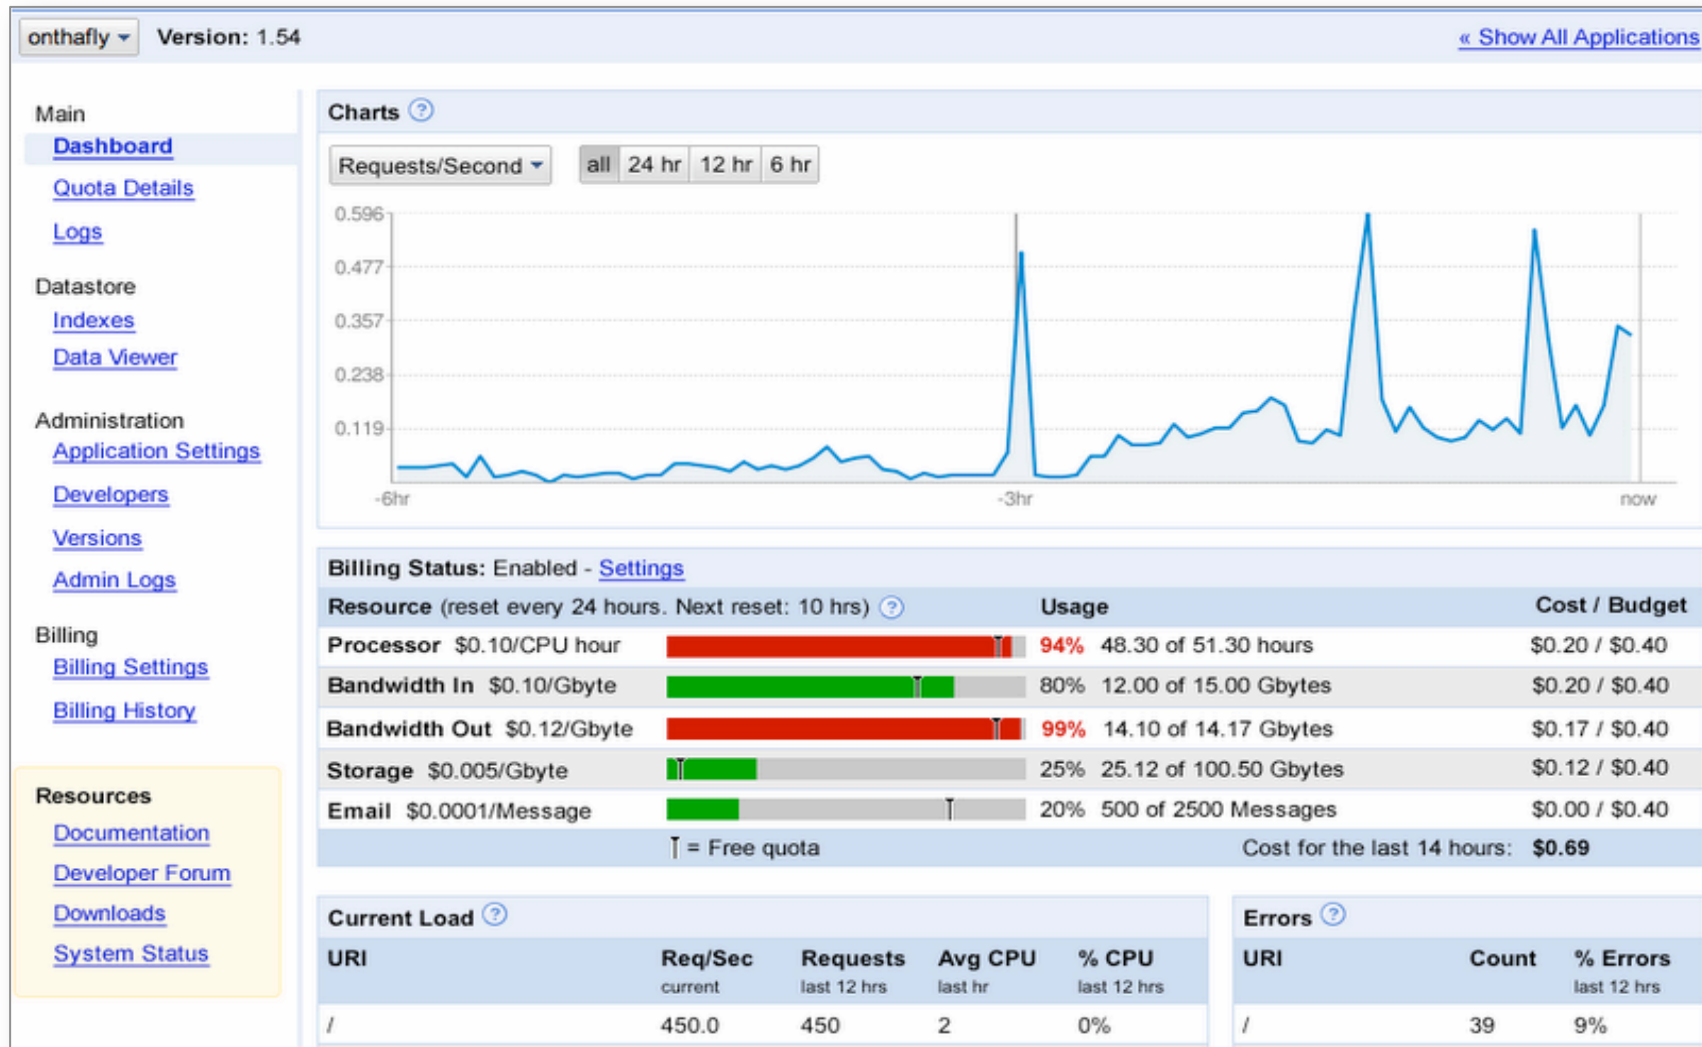 onthafly Version: 1.54 « Show All Applications
Main
Dashboard
Quota Details
Logs
Datastore
Indexes
Data Viewer
Administration
Application Settings
Developers
Versions
Admin Logs
Billing
Billing Settings
Billing History
Resources
Documentation
Developer Forum
Downloads
System Status
Charts ?
Requests/Second all 24 hr 12 hr 6 hr
0.596
0.477
0.357
0.238
0.119
-6hr -3hr now
Billing Status: Enabled - Settings
Resource (reset every 24 hours. Next reset: 10 hrs) ? Usage Cost / Budget
Processor $0.10/CPU hour 94% 48.30 of 51.30 hours $0.20 / $0.40
Bandwidth In $0.10/Gbyte 80% 12.00 of 15.00 Gbytes $0.20 / $0.40
Bandwidth Out $0.12/Gbyte 99% 14.10 of 14.17 Gbytes $0.17 / $0.40
Storage $0.005/Gbyte 25% 25.12 of 100.50 Gbytes $0.12 / $0.40
Email $0.0001/Message 20% 500 of 2500 Messages $0.00 / $0.40
= Free quota Cost for the last 14 hours: $0.69
Current Load ?
URI Req/Sec Requests Avg CPU % CPU
current last 12 hrs last hr last 12 hrs
/ 450.0 450 2 0%
Errors ?
URI Count % Errors
last 12 hrs
/ 39 9%